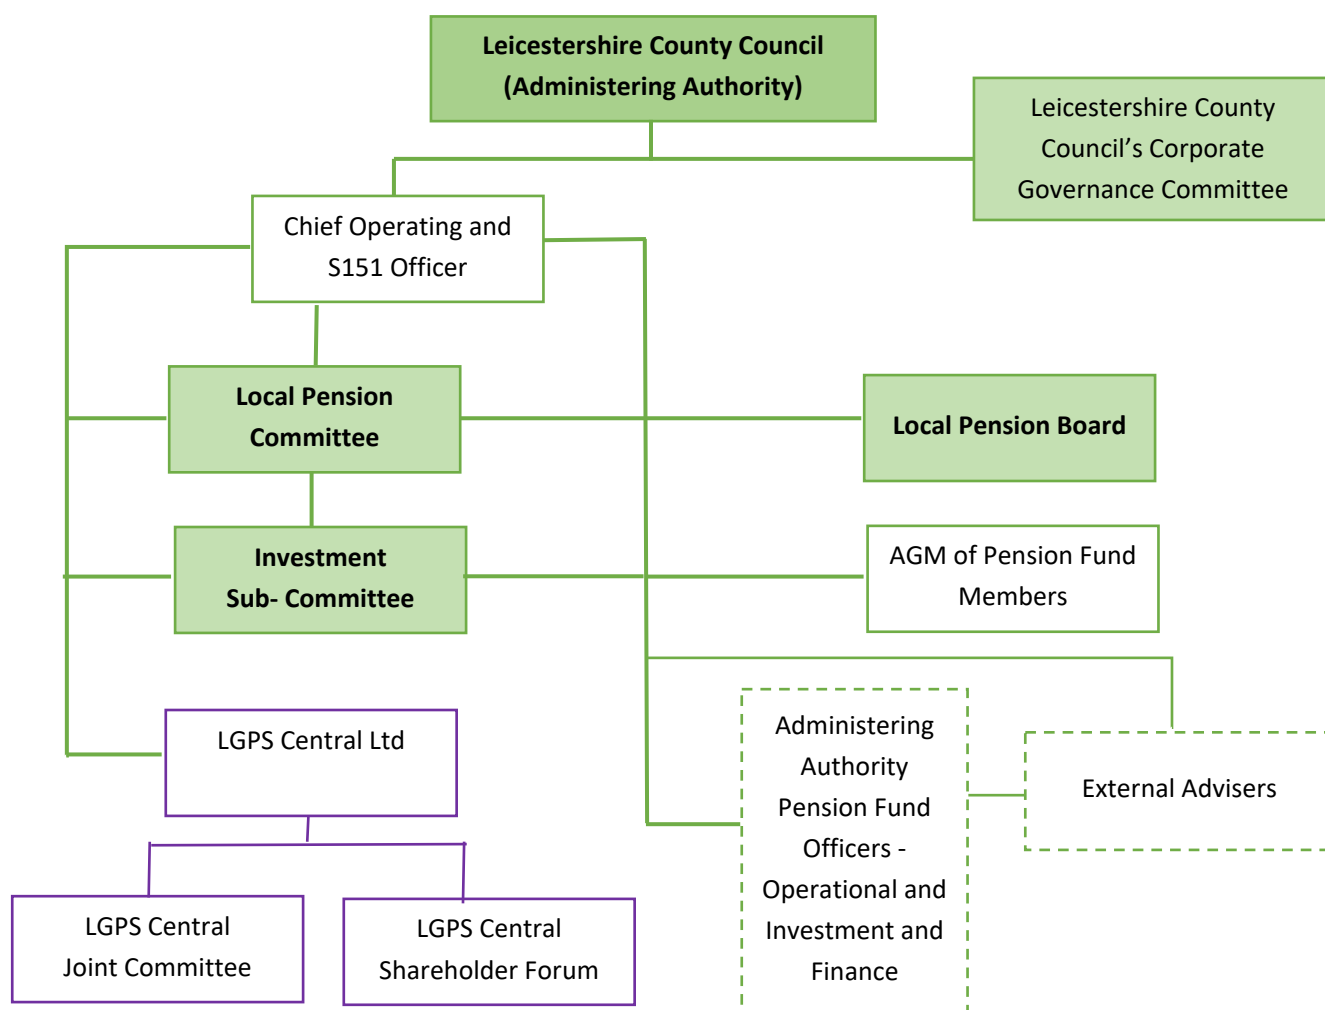 Leicestershire County Council
(Administering Authority)
Leicestershire County
Council’s Corporate
Governance Committee
Chief Operating and
S151 Officer
Local Pension
Committee
Local Pension Board
Investment
Sub- Committee
AGM of Pension Fund
Members
LGPS Central Ltd
Administering
Authority
Pension Fund
Officers -
Operational and
Investment and
Finance
External Advisers
LGPS Central
Joint Committee
LGPS Central
Shareholder Forum